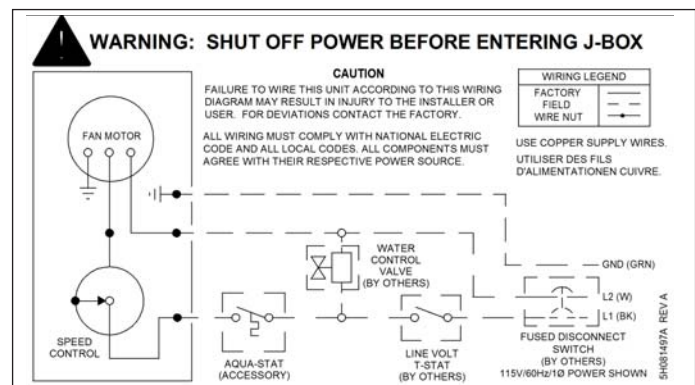 WARNING: SHUT OFF POWER BEFORE ENTERING J-BOX
CAUTION
FAILURE TO WIRE THIS UNIT ACCORDING TO THIS WIRING
DIAGRAM MAY RESULT IN INJURY TO THE INSTALLER OR
USER. FOR DEVIATIONS CONTACT THE FACTORY.
ALL WIRING MUST COMPLY WITH NATIONAL ELECTRIC
CODE AND ALL LOCAL CODES. ALL COMPONENTS MUST
AGREE WITH THEIR RESPECTIVE POWER SOURCE.
WIRING LEGEND
FACTORY
FIELD
WIRE NUT
USE COPPER SUPPLY WIRES.
UTILISER DES FILS
D'ALIMENTATIONEN CUIVRE.
FAN MOTOR
WATER
CONTROL
VALVE
(BY OTHERS)
GND (GRN)
L2 (W)
L1 (BK)
SPEED
CONTROL
AQUA-STAT
(ACCESSORY)
LINE VOLT
T-STAT
(BY OTHERS)
FUSED DISCONNECT
SWITCH
(BY OTHERS)
115V/60Hz/1Ø POWER SHOWN
5H081497A REV A